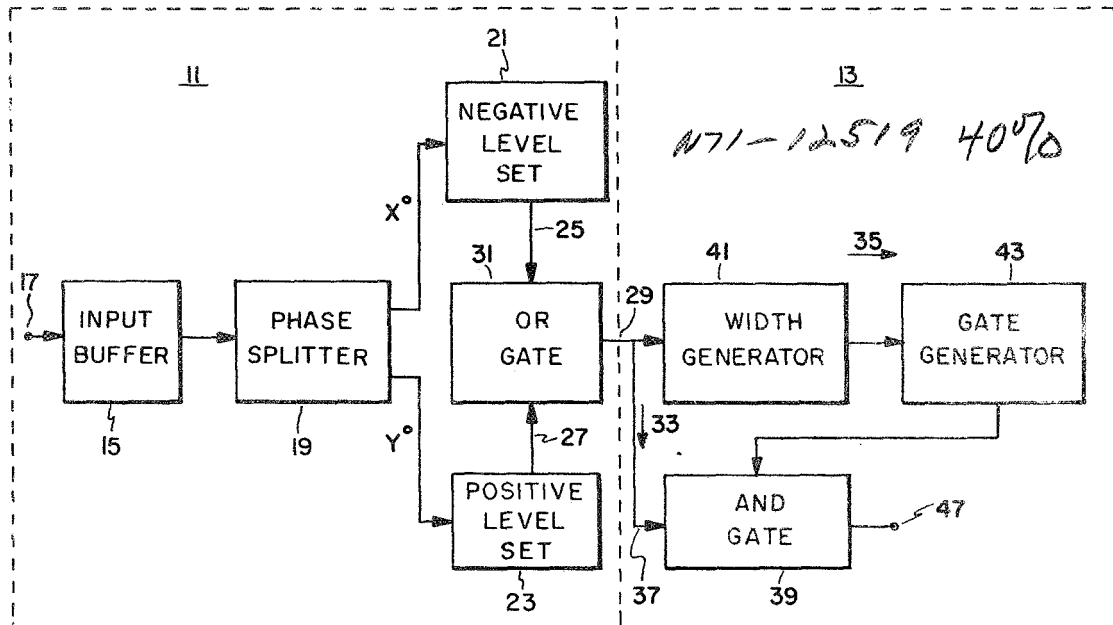 11
13
21
NEGATIVE
LEVEL
SET
N71-12519 40%
X°
25
17
INPUT
BUFFER
15
PHASE
SPLITTER
19
31
OR
GATE
29
41
WIDTH
GENERATOR
35
43
GATE
GENERATOR
Y°
27
33
POSITIVE
LEVEL
SET
23
37
AND
GATE
39
47